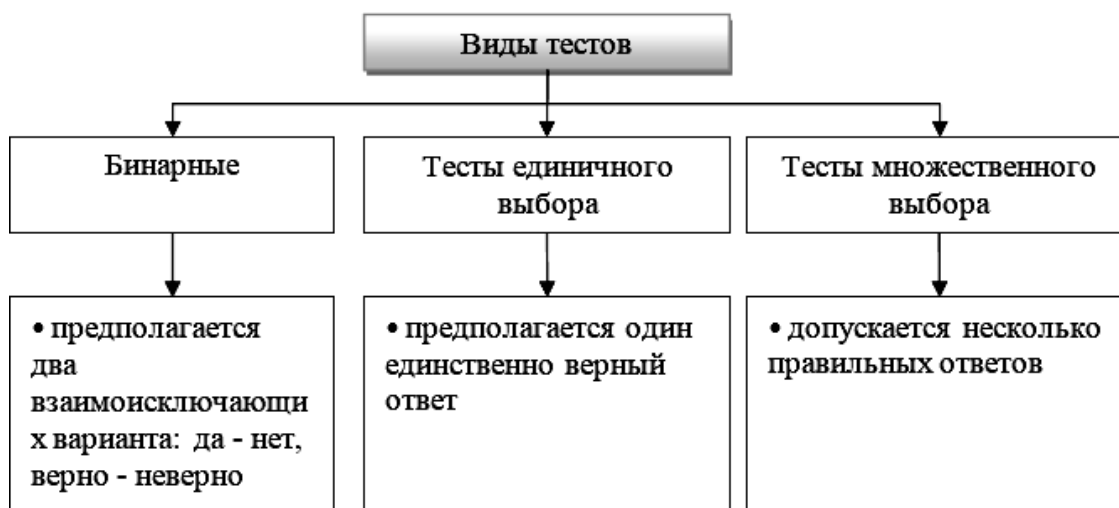 Виды тестов
Бинарные
Тесты единичного
выбора
Тесты множественного
выбора
• предполагается
два
взаимоисключающи
х варианта: да - нет,
верно - неверно
• предполагается один
единственно верный
ответ
• допускается несколько
правильных ответов